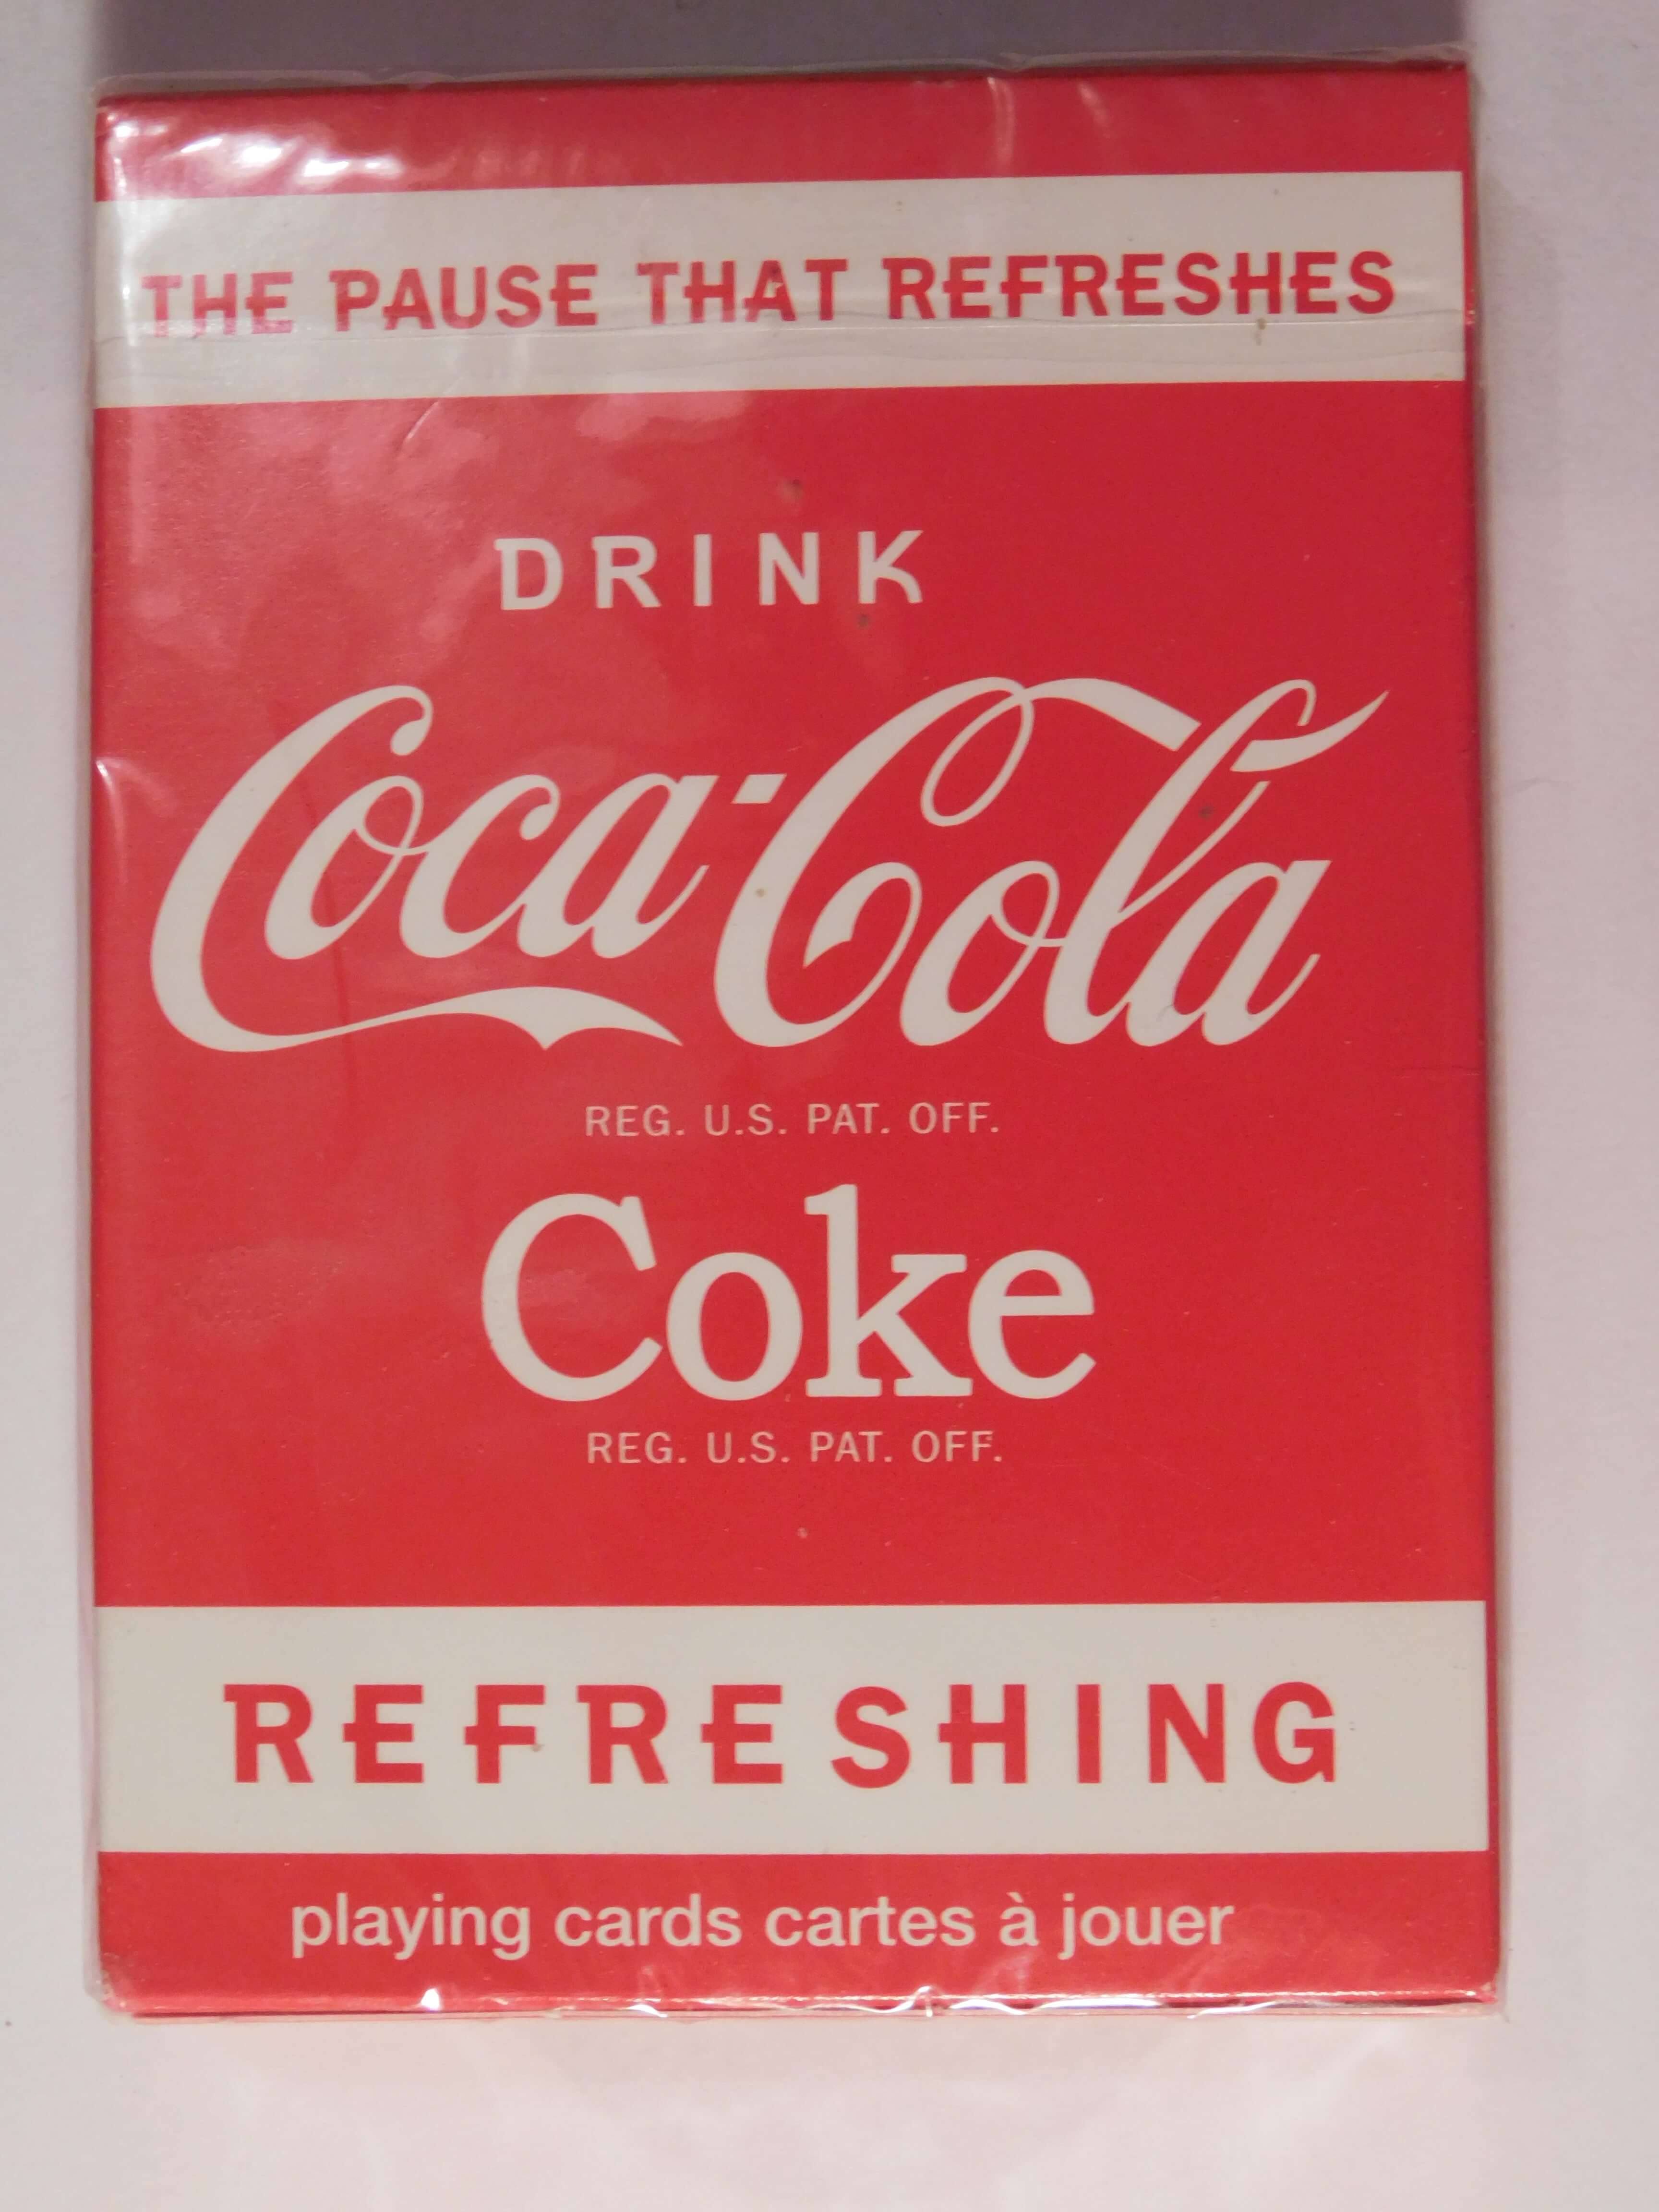 THE PAUSE THAT REFRESHES
DRINK
Coca-Cola
REG. U.S. PAT. OFF.
Coke
REG. U.S. PAT. OFF.
REFRESHING
playing cards cartes à jouer